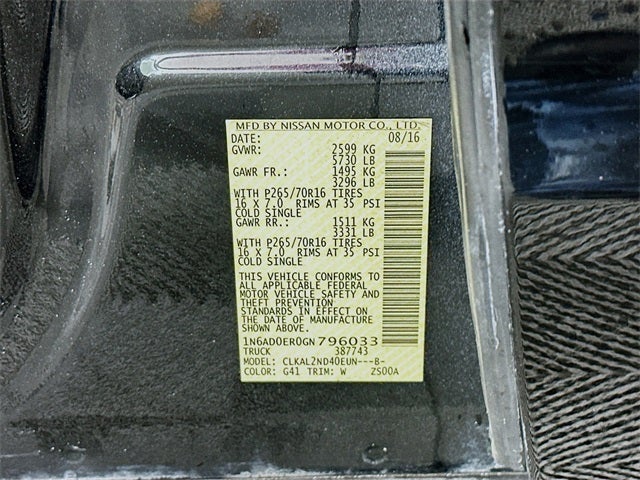 MFD BY NISSAN MOTOR CO., LTD.
DATE: 08/16
GVWR: 2599 KG
5730 LB
GAWR FR.: 1495 KG
3296 LB
WITH P265/70R16 TIRES
16 X 7.0 RIMS AT 35 PSI
COLD SINGLE
GAWR RR.: 1511 KG
3331 LB
WITH P265/70R16 TIRES
16 X 7.0 RIMS AT 35 PSI
COLD SINGLE
THIS VEHICLE CONFORMS TO
ALL APPLICABLE FEDERAL
MOTOR VEHICLE SAFETY AND
THEFT PREVENTION
STANDARDS IN EFFECT ON
THE DATE OF MANUFACTURE
SHOWN ABOVE.
1N6AD0ER0GN796033
TRUCK 387743
MODEL: CLKAL2ND40EUN---B-
COLOR: G41 TRIM: W ZS00A